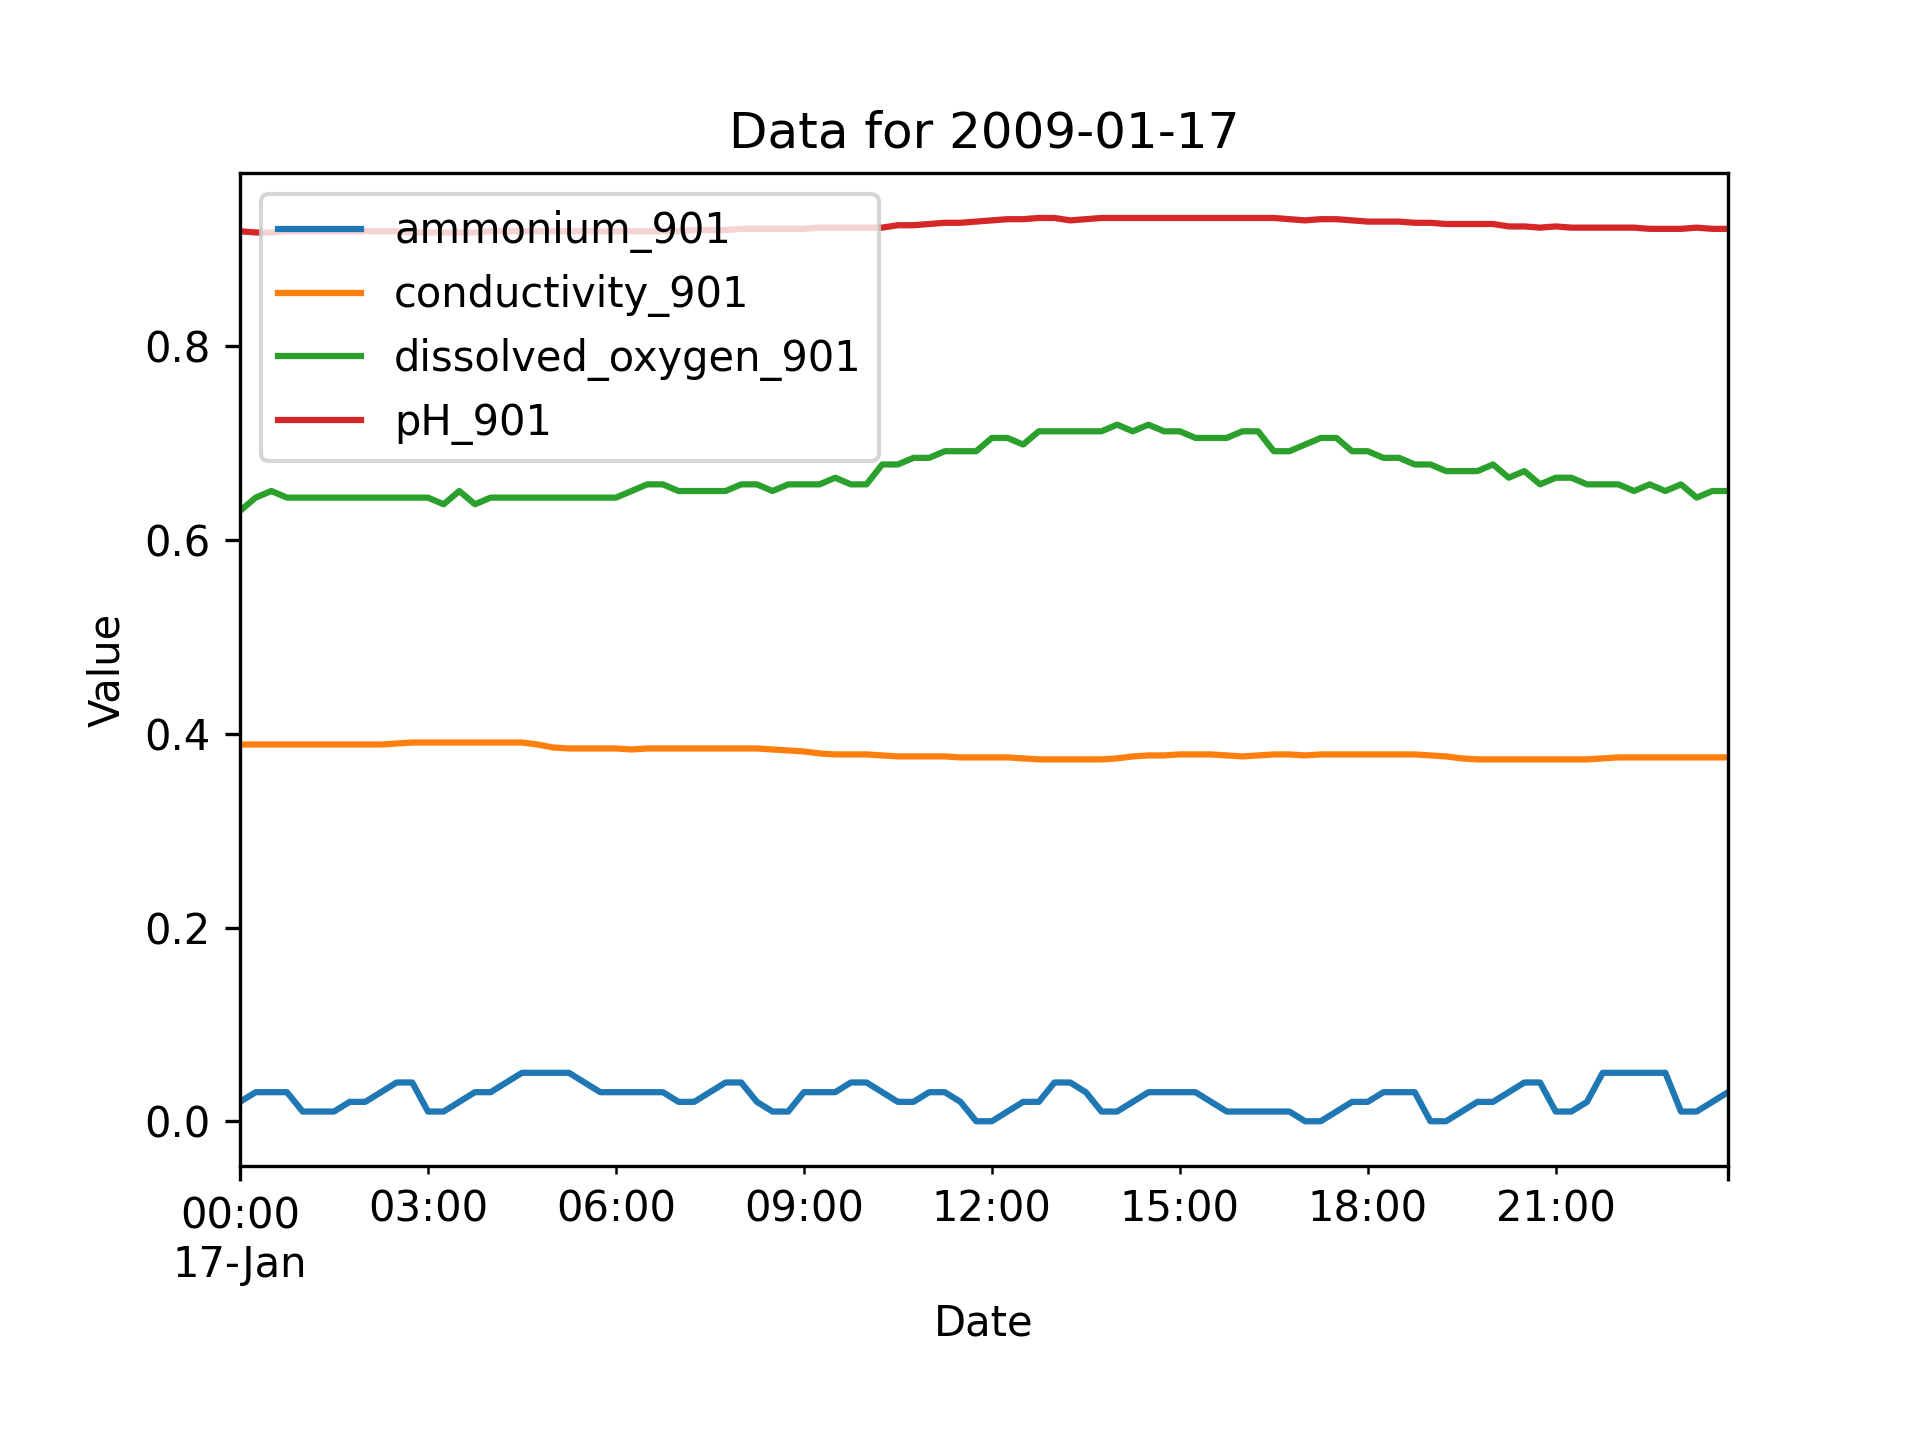 Data for 2009-01-17
ammonium_901
conductivity_901
dissolved_oxygen_901
pH_901
0.8
0.6
0.4
0.2
0.0
Value
00:00 03:00 06:00 09:00 12:00 15:00 18:00 21:00
17-Jan
Date